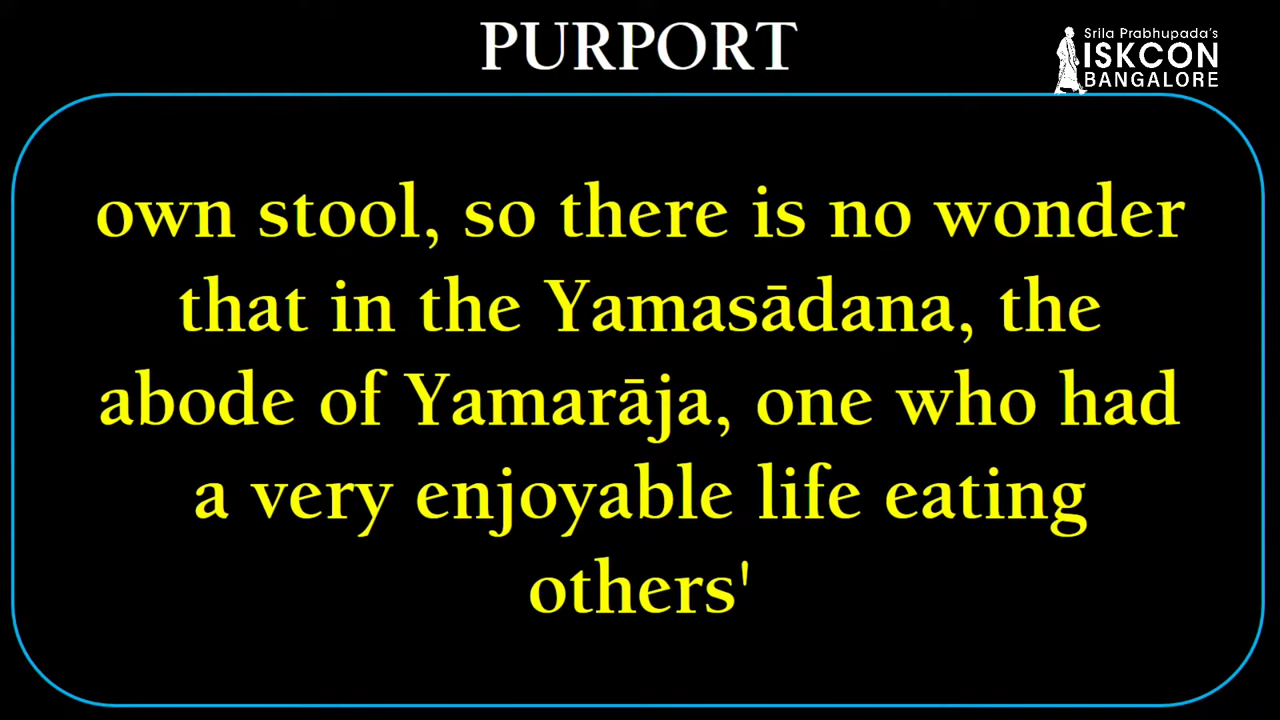 PURPORT
Srila Prabhupada's
ISKCON
BANGALORE
own stool, so there is no wonder
that in the Yamasādana, the
abode of Yamarāja, one who had
a very enjoyable life eating
others'